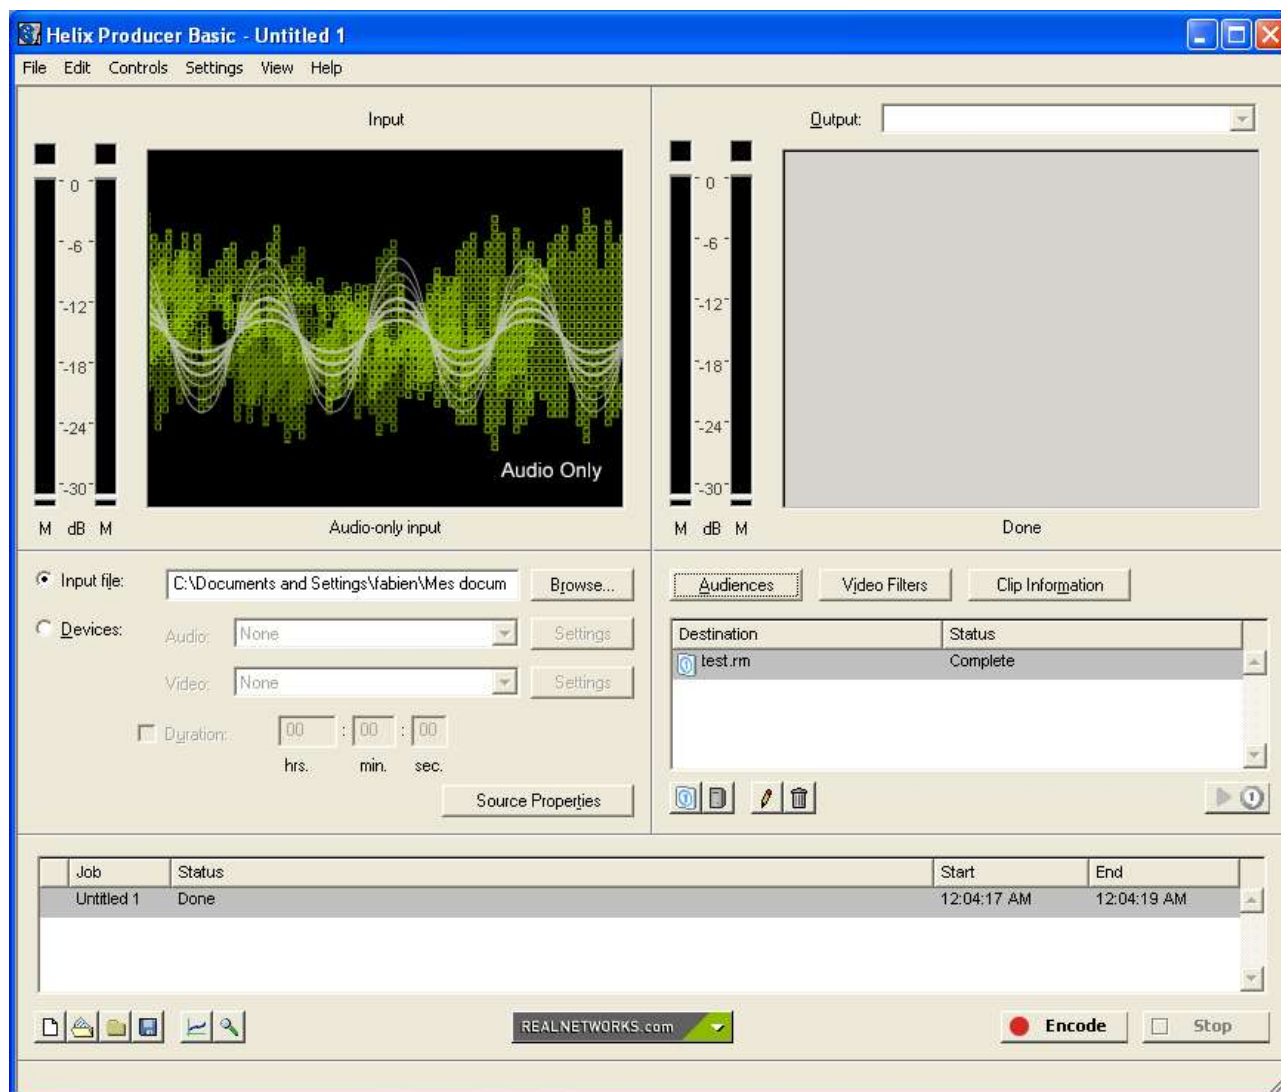 Helix Producer Basic - Untitled 1
File Edit Controls Settings View Help
Input
0
-6
-12
-18
-24
-30
M dB M
Audio Only
Audio-only input
Output:
0
-6
-12
-18
-24
-30
M dB M
Done
Input file: C:\Documents and Settings\fabien\Mes docum Browse...
Devices: Audio: None Settings
Video: None Settings
Duration: 00 : 00 : 00
hrs. min. sec.
Source Properties
Audiences Video Filters Clip Information
Destination Status
test.rm Complete
Job Status Start End
Untitled 1 Done 12:04:17 AM 12:04:19 AM
REALNETWORKS.com
Encode Stop